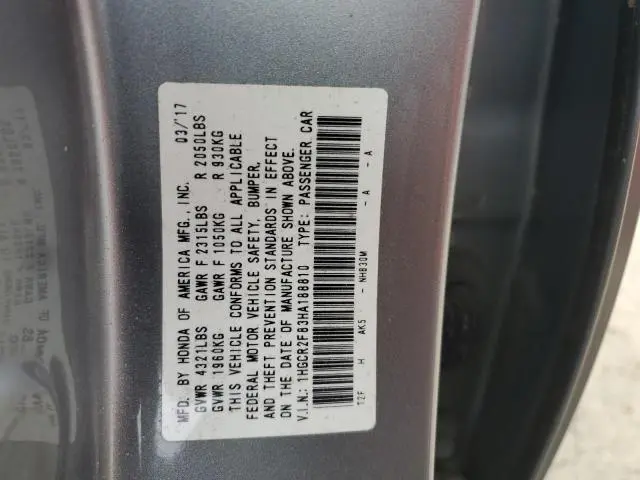 MFD. BY HONDA OF AMERICA MFG., INC. 03/'17
GVWR 4321LBS GAWR F 2315LBS R 2050LBS
GVWR 1960KG GAWR F 1050KG R 930KG
THIS VEHICLE CONFORMS TO ALL APPLICABLE
FEDERAL MOTOR VEHICLE SAFETY, BUMPER,
AND THEFT PREVENTION STANDARDS IN EFFECT
ON THE DATE OF MANUFACTURE SHOWN ABOVE.
V.I.N.: 1HGCR2F83HA188810 TYPE: PASSENGER CAR
T2F H AK5 - NH830M - A - A